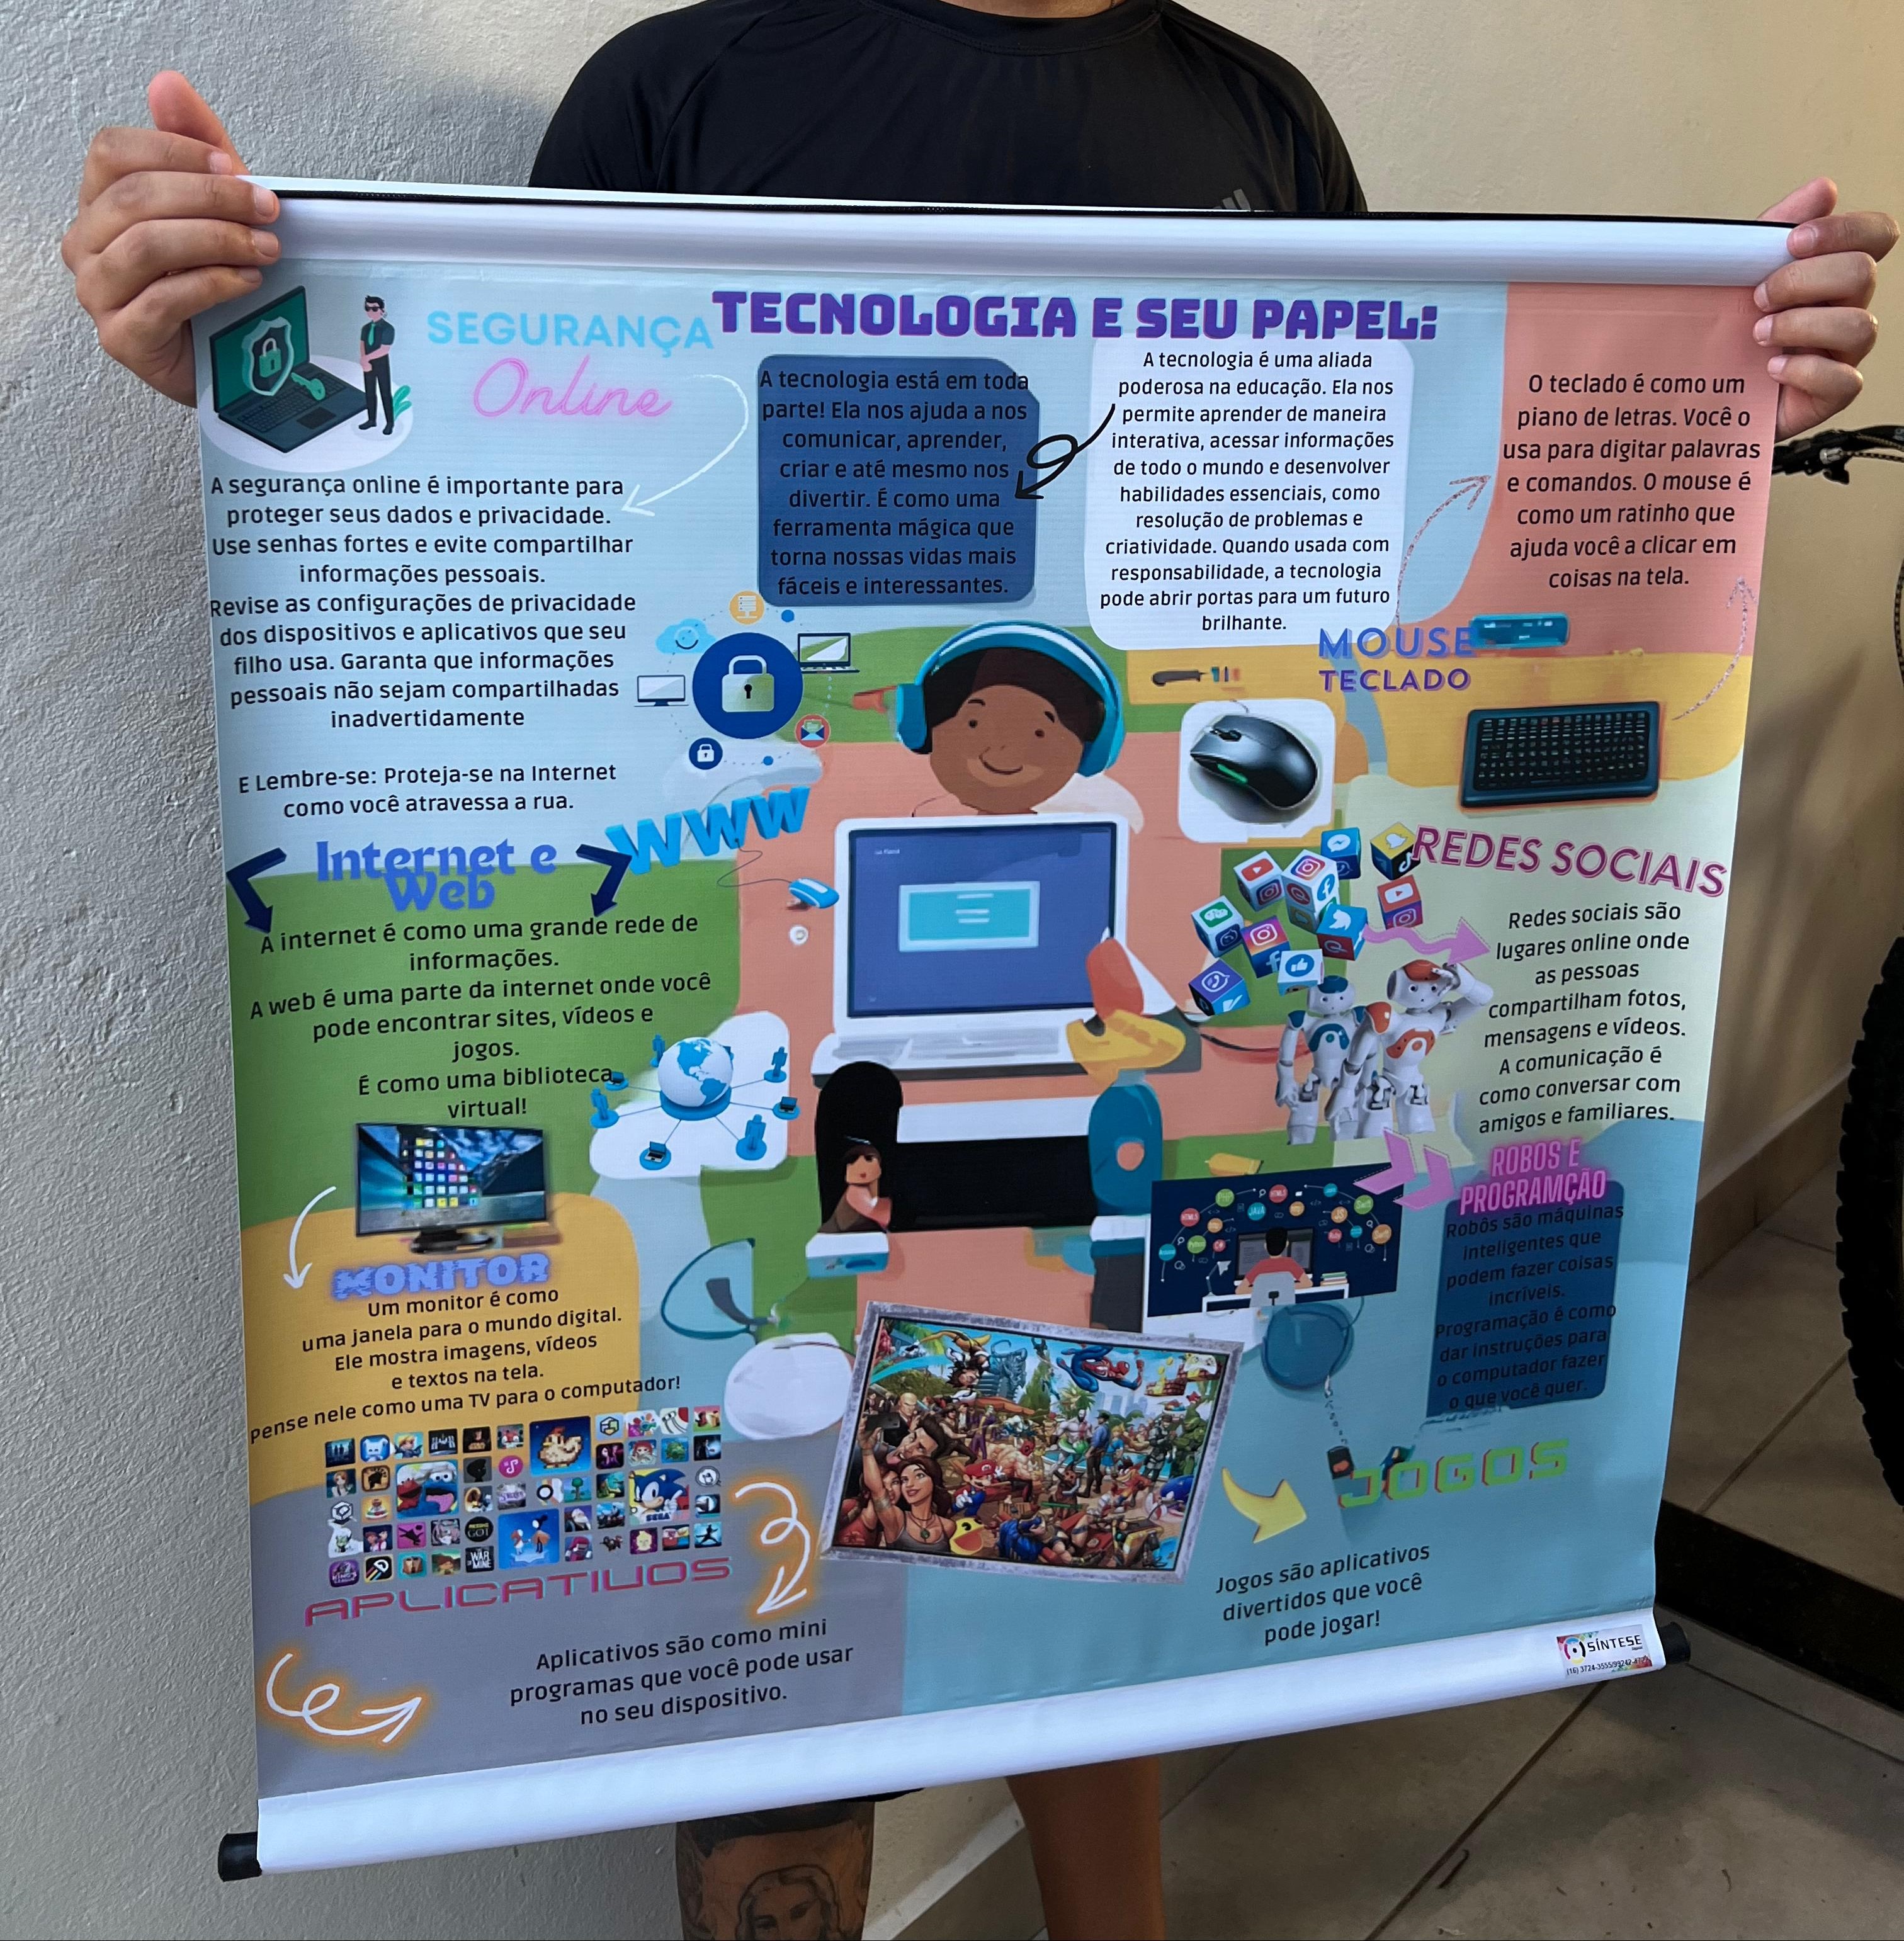 TECNOLOGIA E SEU PAPEL:
SEGURANÇA
Online
A segurança online é importante para
proteger seus dados e privacidade.
Use senhas fortes e evite compartilhar
informações pessoais.
Revise as configurações de privacidade
dos dispositivos e aplicativos que seu
filho usa. Garanta que informações
pessoais não sejam compartilhadas
inadvertidamente
E Lembre-se: Proteja-se na Internet
como você atravessa a rua.
A tecnologia está em toda
parte! Ela nos ajuda a nos
comunicar, aprender,
criar e até mesmo nos
divertir. É como uma
ferramenta mágica que
torna nossas vidas mais
fáceis e interessantes.
A tecnologia é uma aliada
poderosa na educação. Ela nos
permite aprender de maneira
interativa, acessar informações
de todo o mundo e desenvolver
habilidades essenciais, como
resolução de problemas e
criatividade. Quando usada com
responsabilidade, a tecnologia
pode abrir portas para um futuro
brilhante.
O teclado é como um
piano de letras. Você o
usa para digitar palavras
e comandos. O mouse é
como um ratinho que
ajuda você a clicar em
coisas na tela.
MOUSE
TECLADO
WWW
Internet e
Web
A internet é como uma grande rede de
informações.
A web é uma parte da internet onde você
pode encontrar sites, vídeos e
jogos.
É como uma biblioteca
virtual!
REDES SOCIAIS
Redes sociais são
lugares online onde
as pessoas
compartilham fotos,
mensagens e vídeos.
A comunicação é
como conversar com
amigos e familiares.
ROBOS E
PROGRAMÇÃO
Robôs são máquinas
inteligentes que
podem fazer coisas
incríveis.
Programação é como
dar instruções para
o computador fazer
o que você quer.
MONITOR
Um monitor é como
uma janela para o mundo digital.
Ele mostra imagens, vídeos
e textos na tela.
Pense nele como uma TV para o computador!
SEGA
APLICATIVOS
Aplicativos são como mini
programas que você pode usar
no seu dispositivo.
JOGOS
Jogos são aplicativos
divertidos que você
pode jogar!
SÍNTESE
(16) 3724-3555/99242-